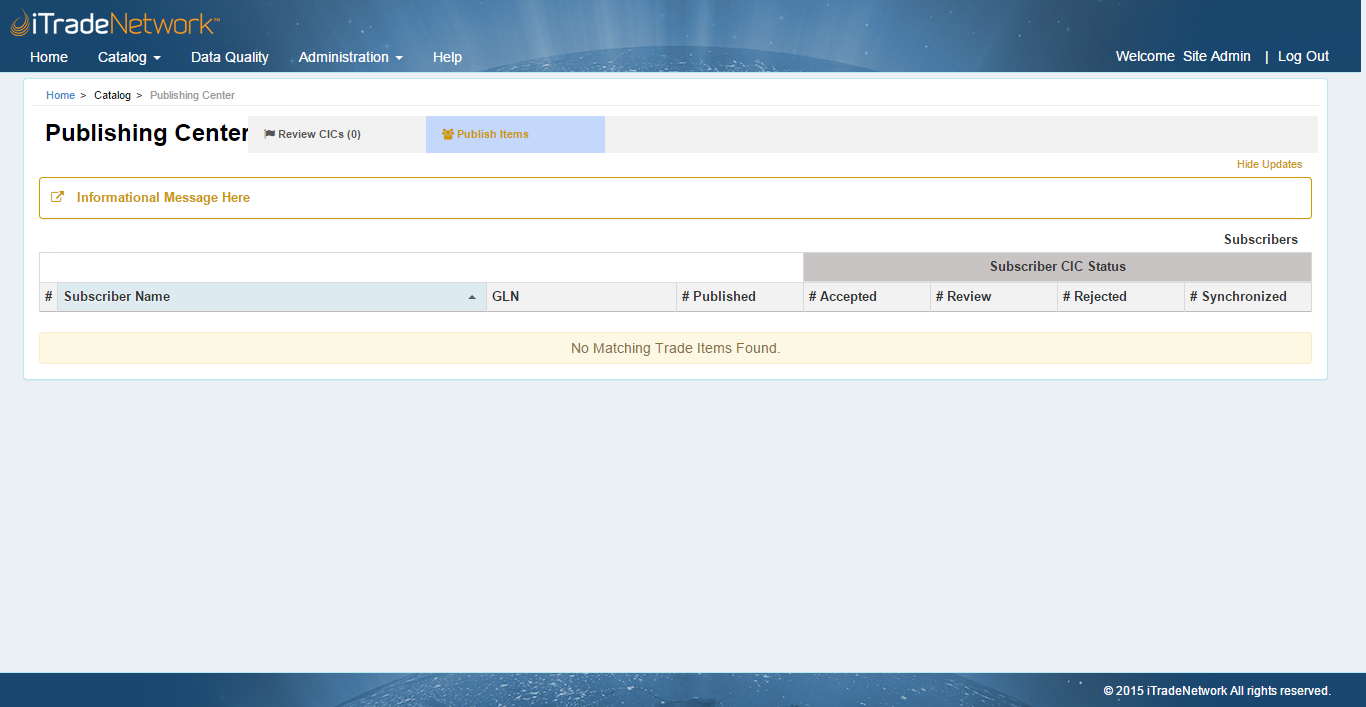 iTradeNetwork™
Home Catalog Data Quality Administration Help
Welcome Site Admin | Log Out
Home > Catalog > Publishing Center
Publishing Center
Review CICs (0)
Publish Items
Hide Updates
Informational Message Here
Subscribers
Subscriber CIC Status
# Subscriber Name GLN # Published # Accepted # Review # Rejected # Synchronized
No Matching Trade Items Found.
© 2015 iTradeNetwork All rights reserved.